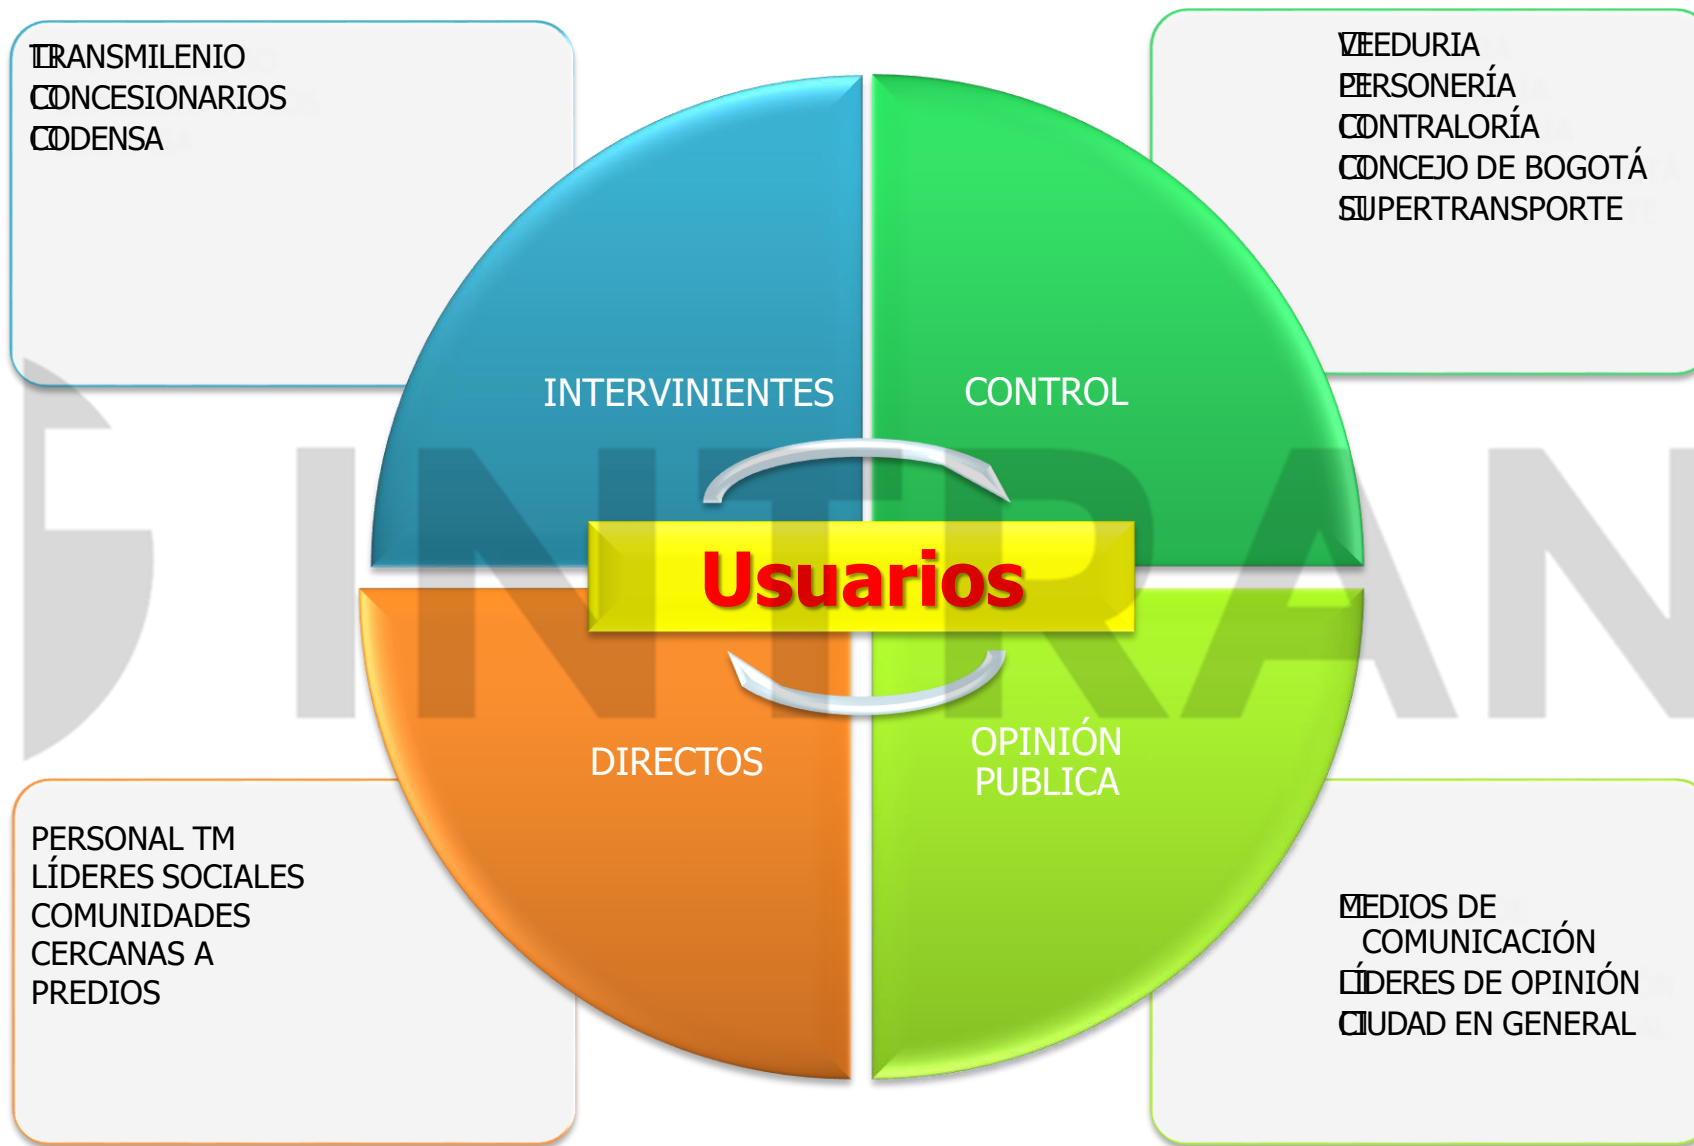 TRANSMILENIO
CONCESIONARIOS
CODENSA
VEEDURIA
PERSONERÍA
CONTRALORÍA
CONCEJO DE BOGOTÁ
SUPERTRANSPORTE
INTERVINIENTES
CONTROL
Usuarios
DIRECTOS
OPINIÓN
PUBLICA
PERSONAL TM
LÍDERES SOCIALES
COMUNIDADES
CERCANAS A
PREDIOS
MEDIOS DE
COMUNICACIÓN
LÍDERES DE OPINIÓN
CIUDAD EN GENERAL
INTRAN